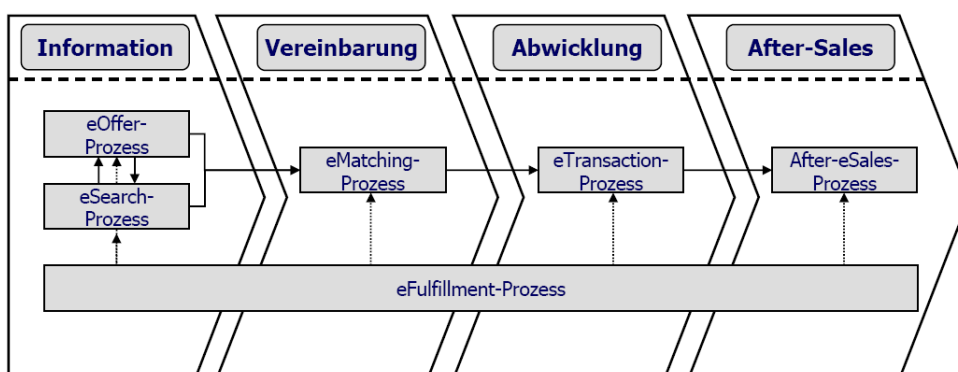 Information
Vereinbarung
Abwicklung
After-Sales
eOffer-
Prozess
eSearch-
Prozess
eMatching-
Prozess
eTransaction-
Prozess
After-eSales-
Prozess
eFulfillment-Prozess